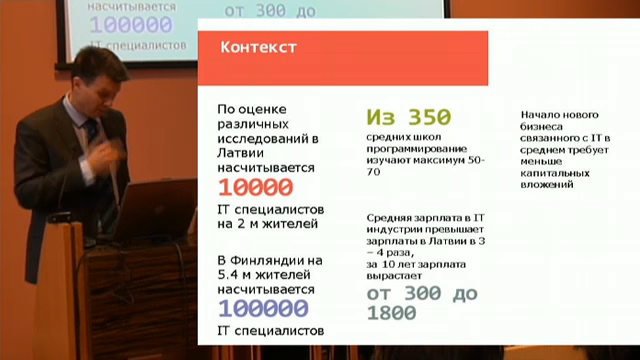 насчитывается
100000
IT специалистов
от 300 до
Контекст
По оценке
различных
исследований в
Латвии
насчитывается
10000
IT специалистов
на 2 м жителей
В Финляндии на
5.4 м жителей
насчитывается
100000
IT специалистов
Из 350
средних школ
программирование
изучают максимум 50-
70
Средняя зарплата в IT
индустрии превышает
зарплаты в Латвии в 3
– 4 раза,
за 10 лет зарплата
вырастает
от 300 до
1800
Начало нового
бизнеса
связанного с IT в
среднем требует
меньше
капитальных
вложений